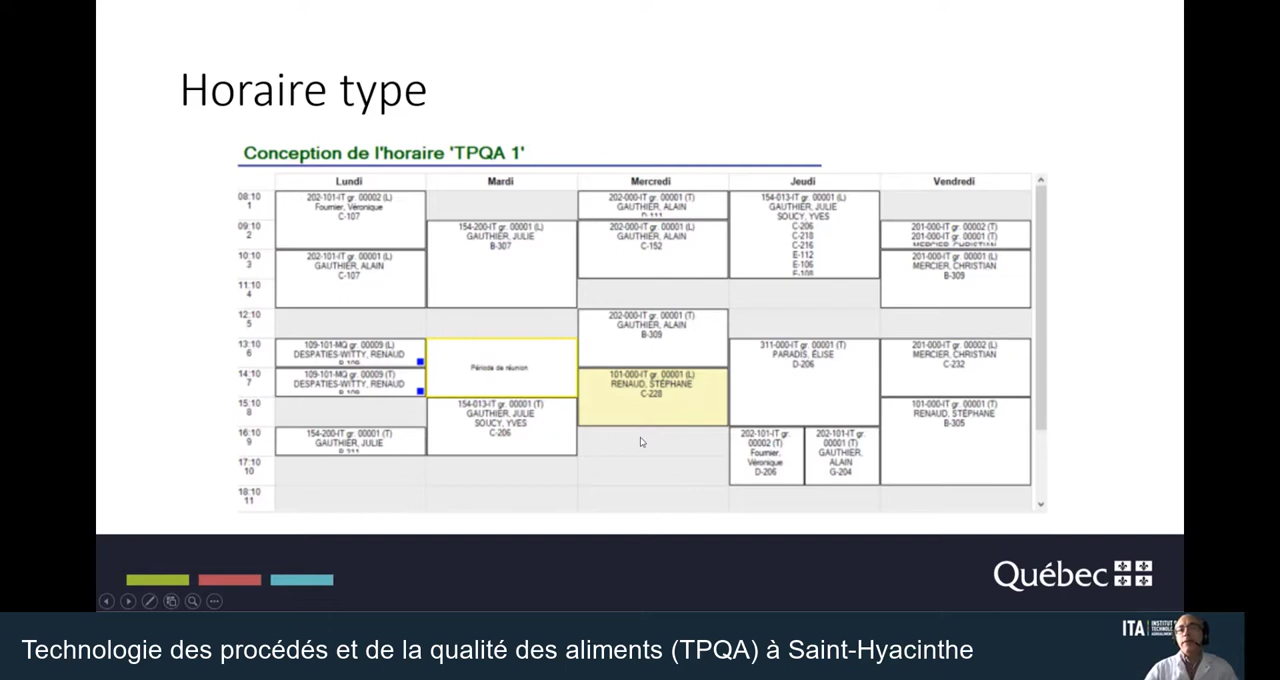 Horaire type
Conception de l'horaire 'TPQA 1'
Lundi Mardi Mercredi Jeudi Vendredi
08:10
1
09:10
2
10:10
3
11:10
4
12:10
5
13:10
6
14:10
7
15:10
8
16:10
9
17:10
10
18:10
11
202-101-IT gr. 00002 (L)
Fournier, Véronique
C-107
202-101-IT gr. 00001 (L)
GAUTHIER, ALAIN
C-107
109-101-MQ gr. 00009 (L)
DESPATIES-WITTY, RENAUD
109-101-MQ gr. 00009 (T)
DESPATIES-WITTY, RENAUD
154-200-IT gr. 00001 (T)
GAUTHIER, JULIE
154-200-IT gr. 00001 (L)
GAUTHIER, JULIE
B-307
Période de réunion
154-013-IT gr. 00001 (T)
GAUTHIER, JULIE
SOUCY, YVES
C-206
202-000-IT gr. 00001 (T)
GAUTHIER, ALAIN
202-000-IT gr. 00001 (L)
GAUTHIER, ALAIN
C-152
202-000-IT gr. 00001 (T)
GAUTHIER, ALAIN
B-309
101-000-IT gr. 00001 (L)
RENAUD, STÉPHANE
C-228
154-013-IT gr. 00001 (L)
GAUTHIER, JULIE
SOUCY, YVES
C-206
C-218
C-216
E-112
E-106
311-000-IT gr. 00001 (T)
PARADIS, ÉLISE
D-206
202-101-IT gr.
00002 (T)
Fournier,
Véronique
D-206
202-101-IT gr.
00001 (T)
GAUTHIER,
ALAIN
G-204
201-000-IT gr. 00002 (T)
201-000-IT gr. 00001 (T)
MERCIER, CHRISTIAN
201-000-IT gr. 00001 (L)
MERCIER, CHRISTIAN
B-309
201-000-IT gr. 00002 (L)
MERCIER, CHRISTIAN
C-232
101-000-IT gr. 00001 (T)
RENAUD, STÉPHANE
B-305
Québec
Technologie des procédés et de la qualité des aliments (TPQA) à Saint-Hyacinthe
ITA